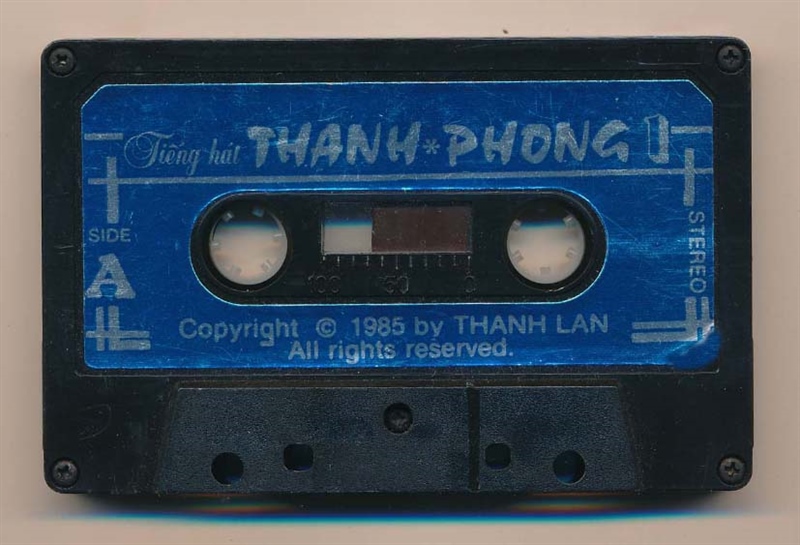 Tiếng hát THANH * PHONG 1
SIDE
A
STEREO
100 50 0
Copyright © 1985 by THANH LAN
All rights reserved.